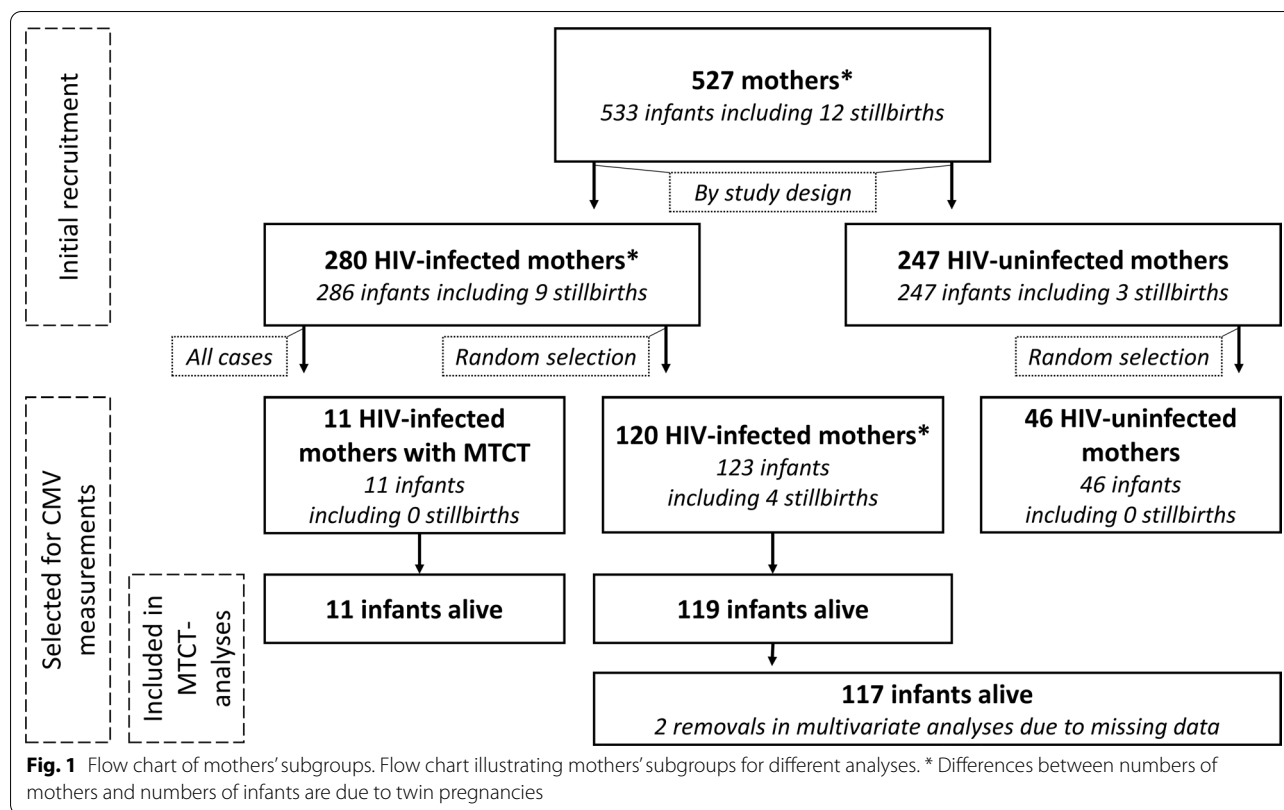 Initial recruitment
527 mothers*
533 infants including 12 stillbirths
By study design
280 HIV-infected mothers*
286 infants including 9 stillbirths
247 HIV-uninfected mothers
247 infants including 3 stillbirths
All cases
Random selection
Random selection
Selected for CMV
measurements
11 HIV-infected
mothers with MTCT
11 infants
including 0 stillbirths
120 HIV-infected mothers*
123 infants
including 4 stillbirths
46 HIV-uninfected
mothers
46 infants
including 0 stillbirths
Included in
MTCT-
analyses
11 infants alive
119 infants alive
117 infants alive
2 removals in multivariate analyses due to missing data
Fig. 1 Flow chart of mothers’ subgroups. Flow chart illustrating mothers’ subgroups for different analyses. * Differences between numbers of
mothers and numbers of infants are due to twin pregnancies